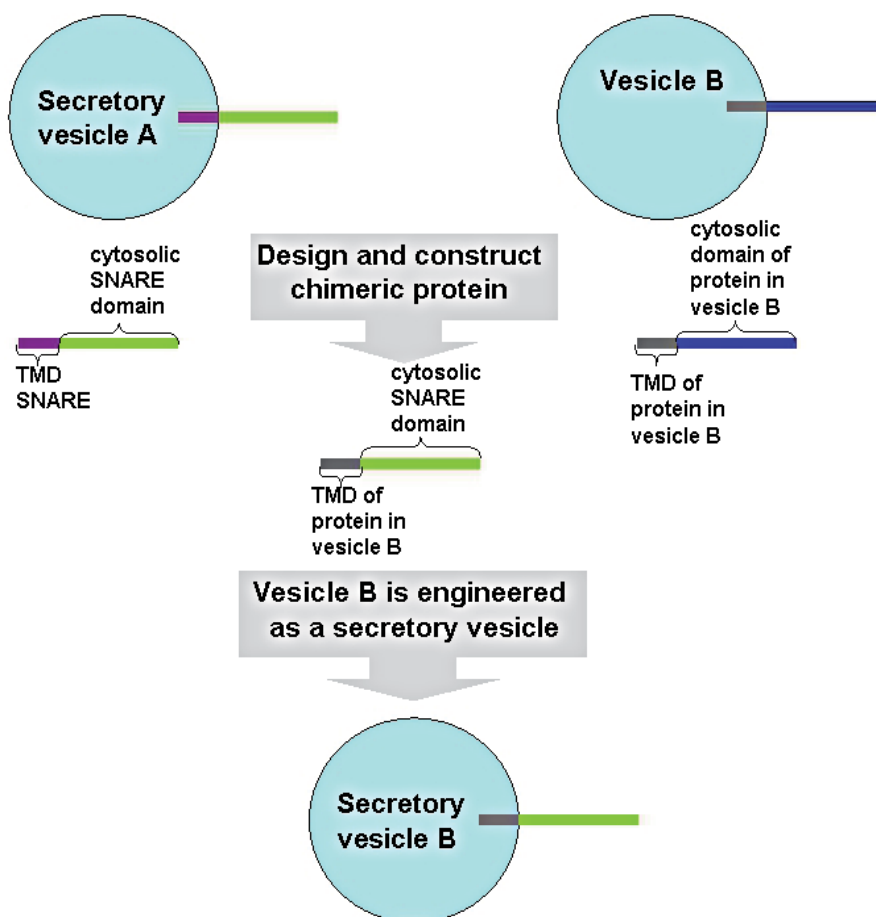 Secretory
vesicle A
Vesicle B
cytosolic
SNARE
domain
TMD
SNARE
Design and construct
chimeric protein
cytosolic
domain of
protein in
vesicle B
TMD of
protein in
vesicle B
cytosolic
SNARE
domain
TMD of
protein in
vesicle B
Vesicle B is engineered
as a secretory vesicle
Secretory
vesicle B